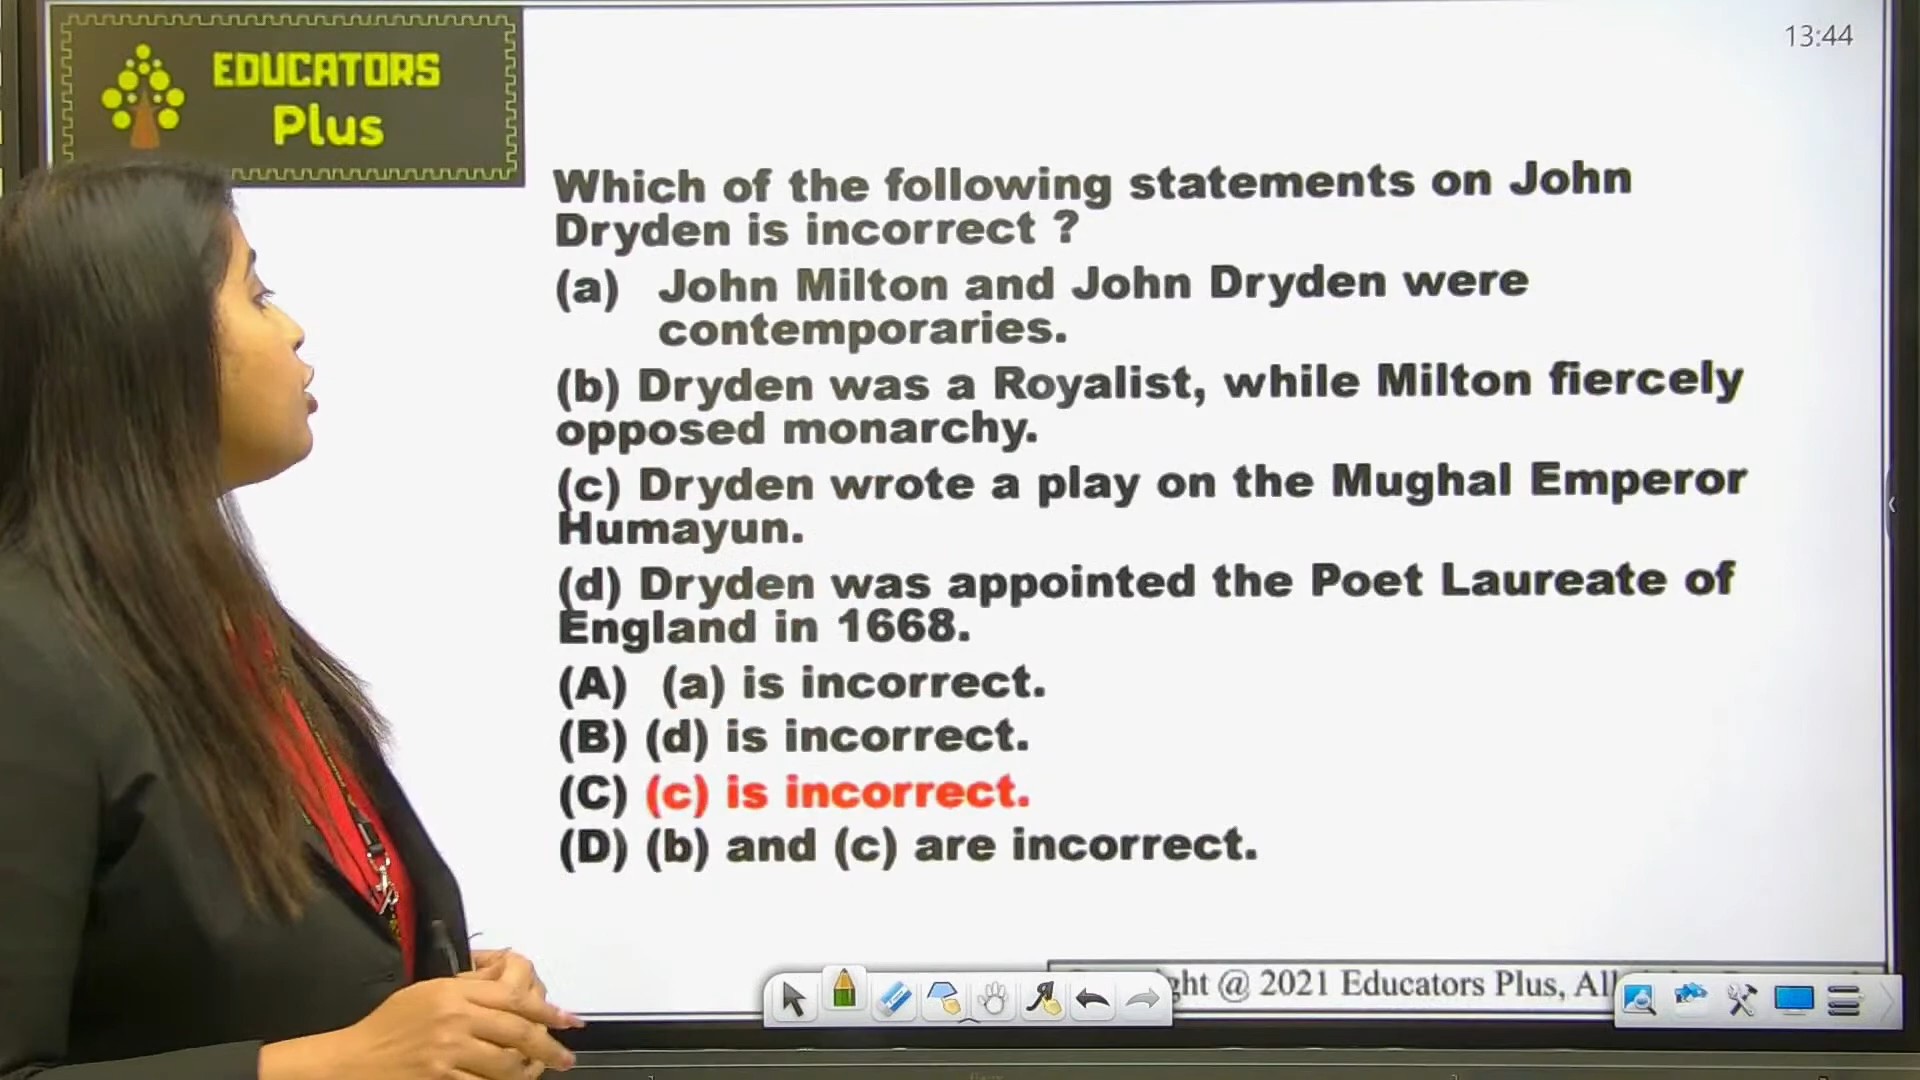 EDUCATORS
Plus
13:44
Which of the following statements on John
Dryden is incorrect ?
(a) John Milton and John Dryden were
contemporaries.
(b) Dryden was a Royalist, while Milton fiercely
opposed monarchy.
(c) Dryden wrote a play on the Mughal Emperor
Humayun.
(d) Dryden was appointed the Poet Laureate of
England in 1668.
(A) (a) is incorrect.
(B) (d) is incorrect.
(C) (c) is incorrect.
(D) (b) and (c) are incorrect.
@ 2021 Educators Plus,